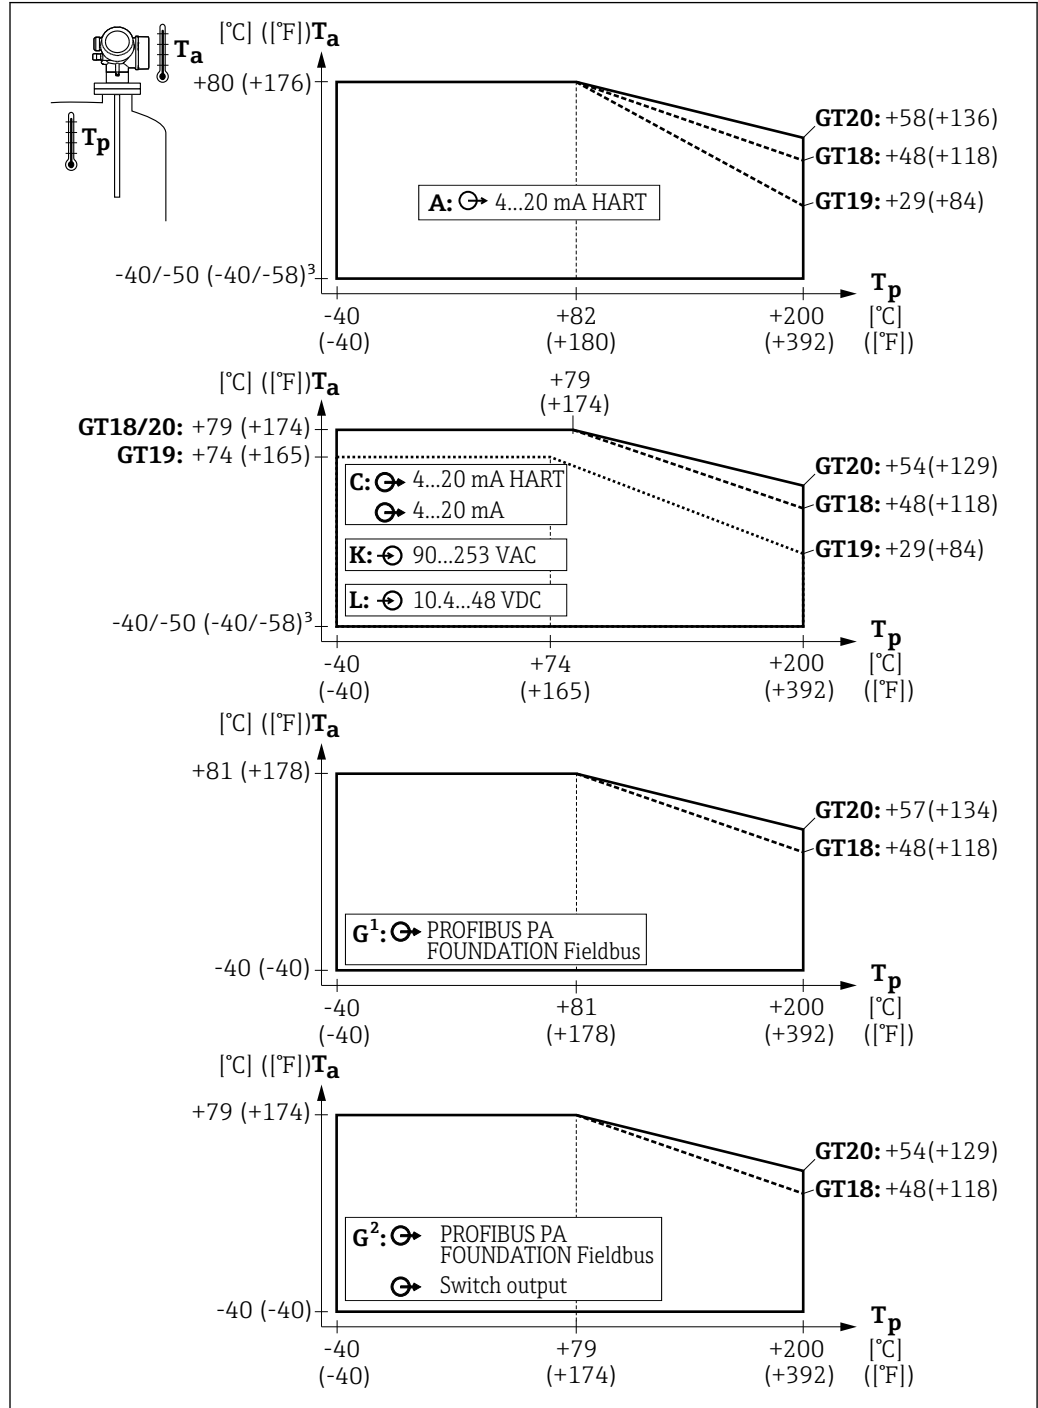 [°C] ([°F])Ta
Ta
Tp
+80 (+176)
GT20: +58(+136)
GT18: +48(+118)
GT19: +29(+84)
A: 4...20 mA HART
-40/-50 (-40/-58)³
Tp
-40 +82 +200 [°C]
(-40) (+180) (+392) ([°F])
[°C] ([°F])Ta
+79
(+174)
GT18/20: +79 (+174)
GT19: +74 (+165)
GT20: +54(+129)
GT18: +48(+118)
GT19: +29(+84)
C: 4...20 mA HART
4...20 mA
K: 90...253 VAC
L: 10.4...48 VDC
-40/-50 (-40/-58)³
Tp
-40 +74 +200 [°C]
(-40) (+165) (+392) ([°F])
[°C] ([°F])Ta
+81 (+178)
GT20: +57(+134)
GT18: +48(+118)
G¹: PROFIBUS PA
FOUNDATION Fieldbus
-40 (-40)
Tp
-40 +81 +200 [°C]
(-40) (+178) (+392) ([°F])
[°C] ([°F])Ta
+79 (+174)
GT20: +54(+129)
GT18: +48(+118)
G²: PROFIBUS PA
FOUNDATION Fieldbus
Switch output
-40 (-40)
Tp
-40 +79 +200 [°C]
(-40) (+174) (+392) ([°F])